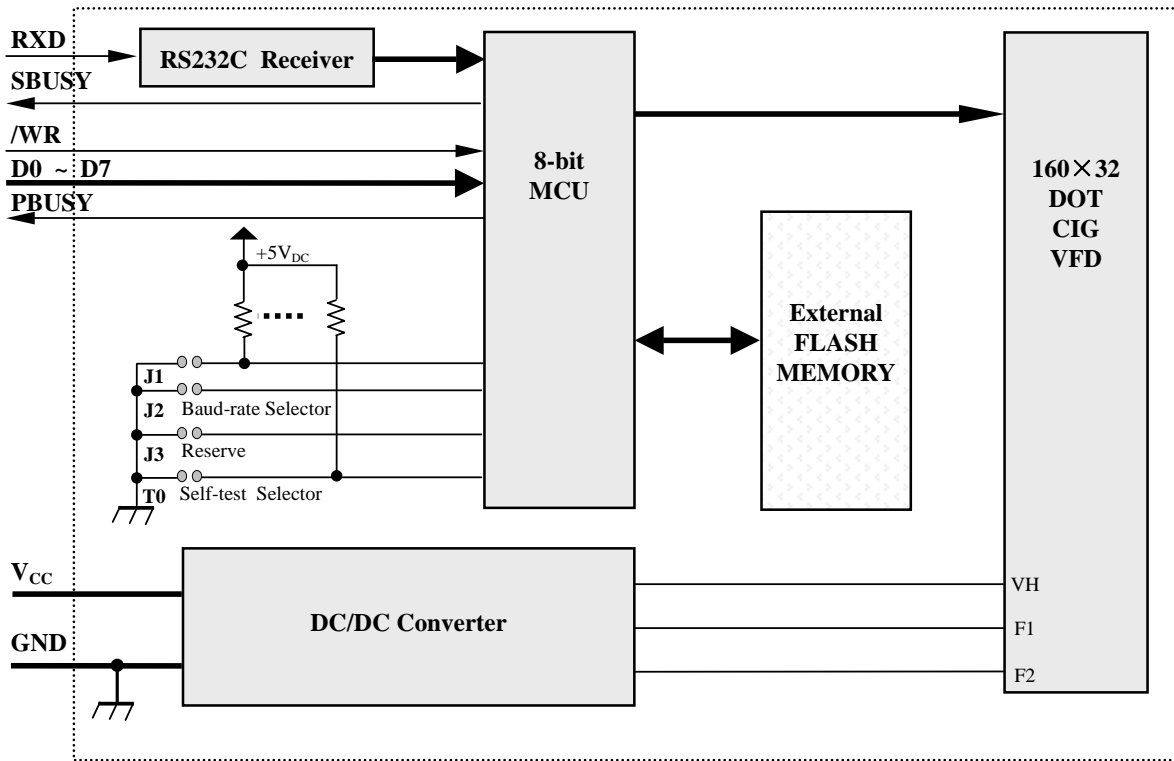 RXD
RS232C Receiver
SBUSY
/WR
D0 ~ D7
PBUSY
8-bit
MCU
160×32
DOT
CIG
VFD
+5VDC
External
FLASH
MEMORY
J1
J2 Baud-rate Selector
J3 Reserve
T0 Self-test Selector
VCC
GND
DC/DC Converter
VH
F1
F2